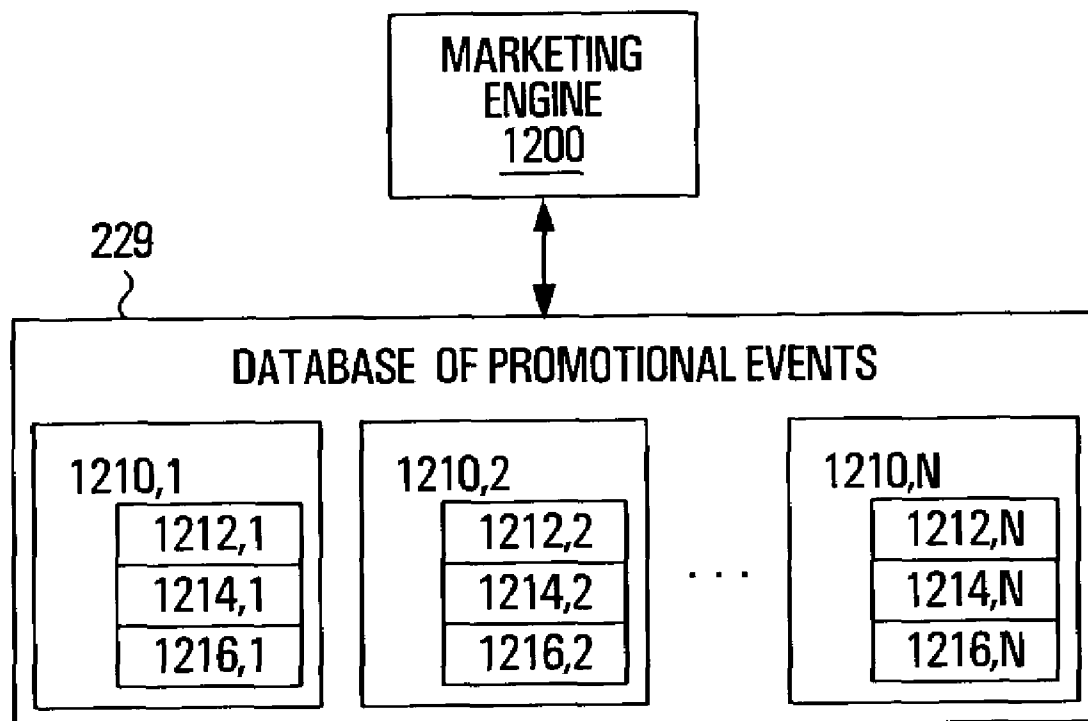 MARKETING
ENGINE
1200
229
DATABASE OF PROMOTIONAL EVENTS
1210,1
1212,1
1214,1
1216,1
1210,2
1212,2
1214,2
1216,2
. . .
1210,N
1212,N
1214,N
1216,N